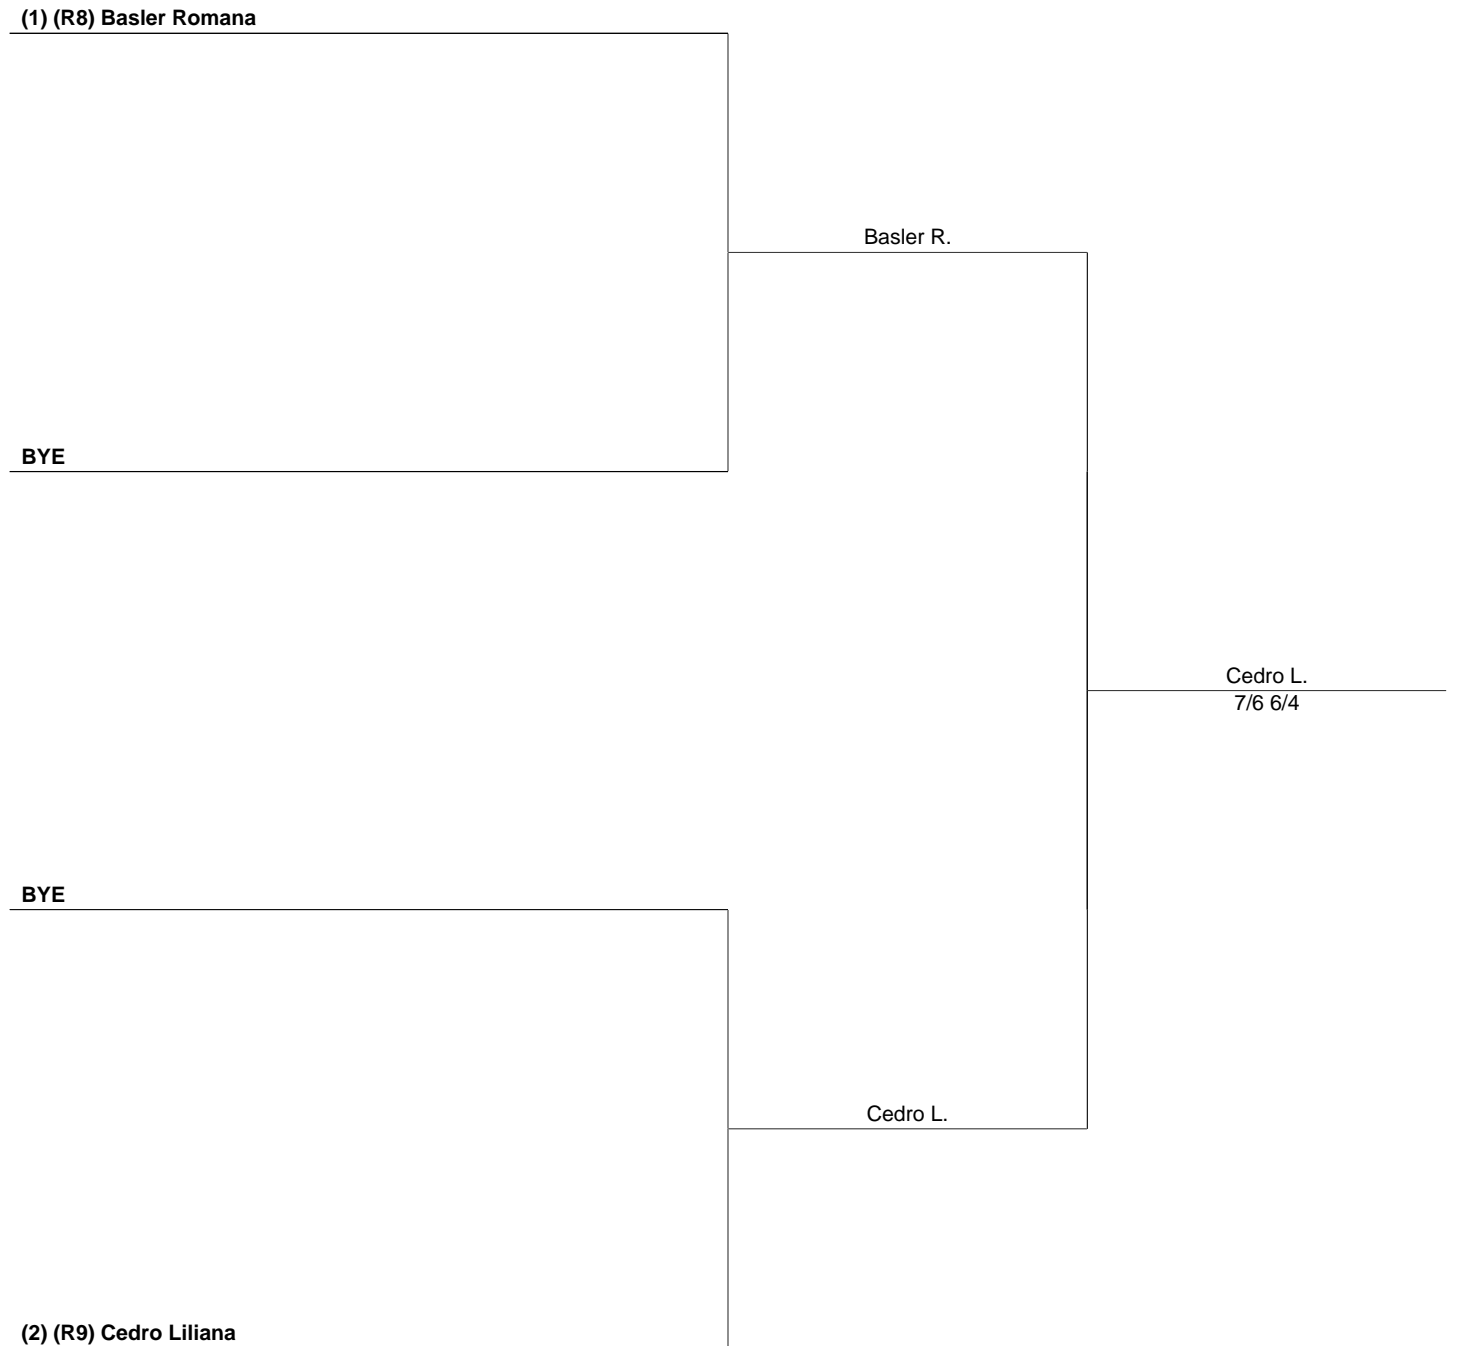 (1) (R8) Basler Romana
Basler R.
BYE
Cedro L.
7/6 6/4
BYE
Cedro L.
(2) (R9) Cedro Liliana